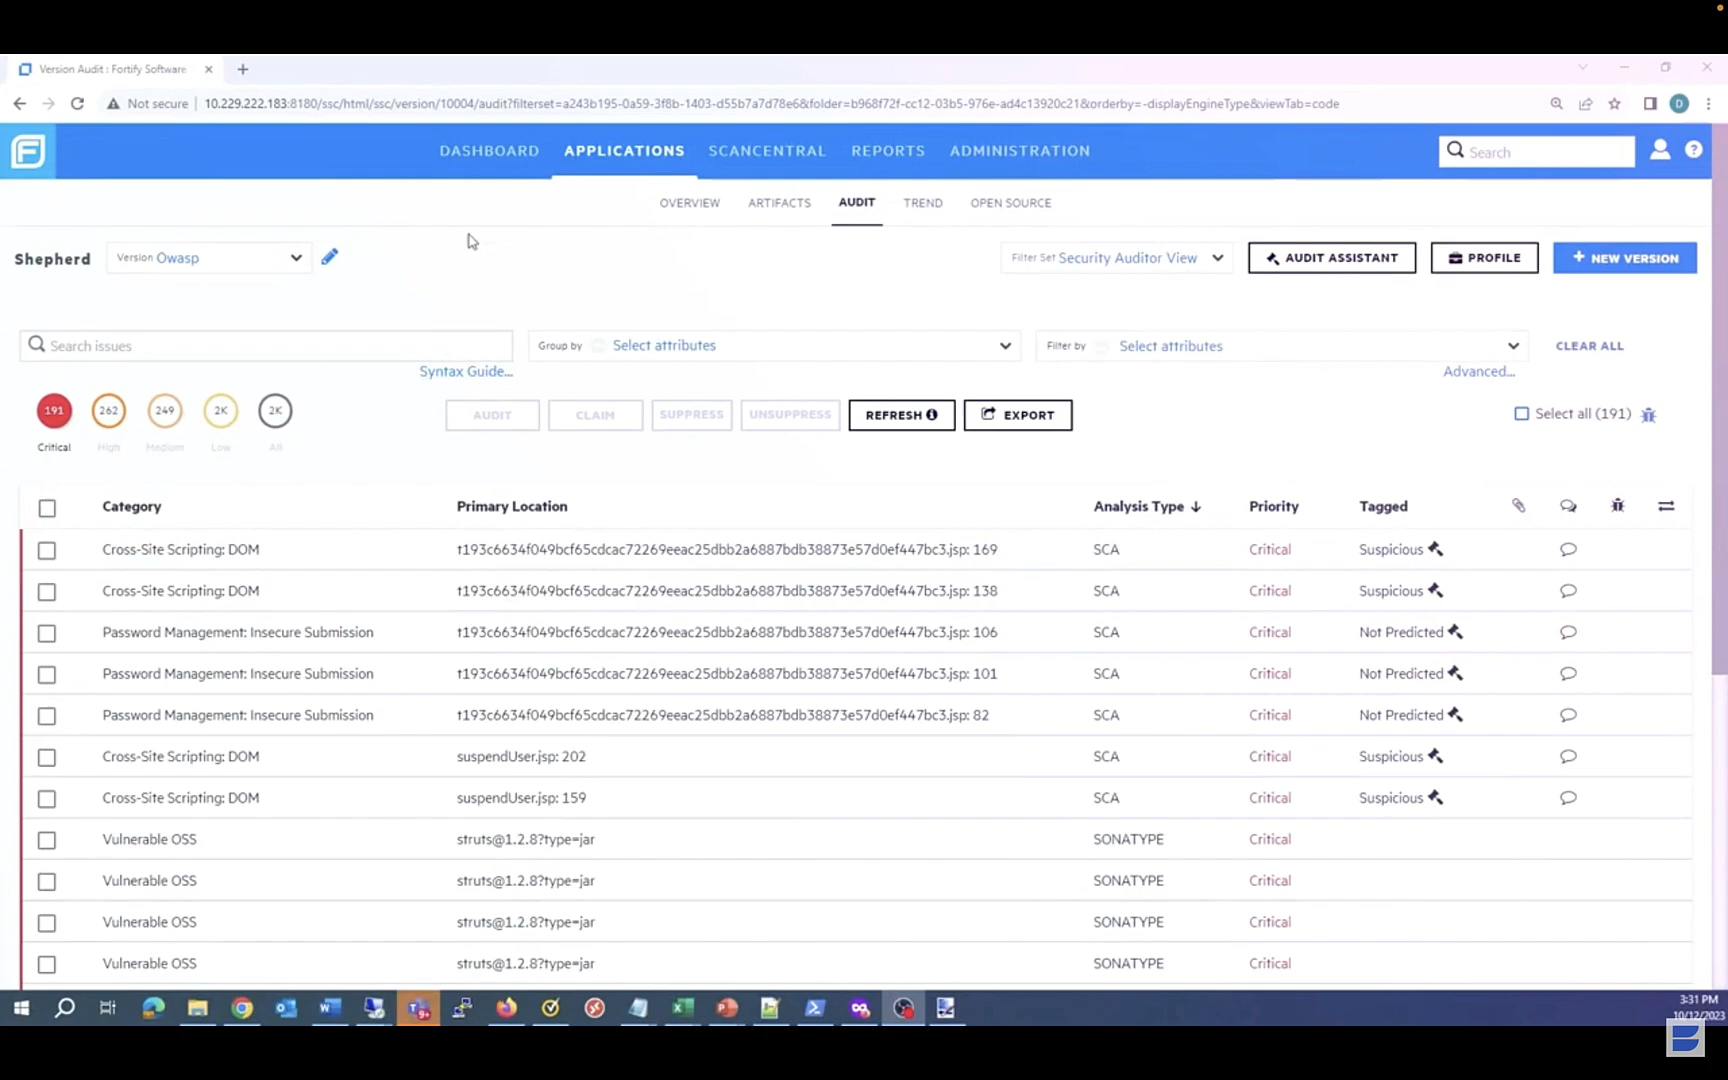 Version Audit : Fortify Software
Not secure
10.229.222.183:8180/ssc/html/ssc/version/10004/audit?filterset=a243b195-0a59-3f8b-1403-d55b7a7d78e6&folder=b968f72f-cc12-03b5-976e-ad4c13920c21&orderby=-displayEngineType&viewTab=code
D
DASHBOARD APPLICATIONS SCANCENTRAL REPORTS ADMINISTRATION
Search
OVERVIEW ARTIFACTS AUDIT TREND OPEN SOURCE
Shepherd Version Owasp Filter Set Security Auditor View AUDIT ASSISTANT PROFILE + NEW VERSION
Search issues Group by Select attributes Filter by Select attributes CLEAR ALL
Syntax Guide... Advanced...
191 262 249 2K 2K
Critical High Medium Low All
AUDIT CLAIM SUPPRESS UNSUPPRESS REFRESH EXPORT Select all (191)
Category Primary Location Analysis Type Priority Tagged
Cross-Site Scripting: DOM t193c6634f049bcf65cdcac72269eeac25dbb2a6887bdb38873e57d0ef447bc3.jsp: 169 SCA Critical Suspicious
Cross-Site Scripting: DOM t193c6634f049bcf65cdcac72269eeac25dbb2a6887bdb38873e57d0ef447bc3.jsp: 138 SCA Critical Suspicious
Password Management: Insecure Submission t193c6634f049bcf65cdcac72269eeac25dbb2a6887bdb38873e57d0ef447bc3.jsp: 106 SCA Critical Not Predicted
Password Management: Insecure Submission t193c6634f049bcf65cdcac72269eeac25dbb2a6887bdb38873e57d0ef447bc3.jsp: 101 SCA Critical Not Predicted
Password Management: Insecure Submission t193c6634f049bcf65cdcac72269eeac25dbb2a6887bdb38873e57d0ef447bc3.jsp: 82 SCA Critical Not Predicted
Cross-Site Scripting: DOM suspendUser.jsp: 202 SCA Critical Suspicious
Cross-Site Scripting: DOM suspendUser.jsp: 159 SCA Critical Suspicious
Vulnerable OSS struts@1.2.8?type=jar SONATYPE Critical
Vulnerable OSS struts@1.2.8?type=jar SONATYPE Critical
Vulnerable OSS struts@1.2.8?type=jar SONATYPE Critical
Vulnerable OSS struts@1.2.8?type=jar SONATYPE Critical
3:31 PM
10/12/2023